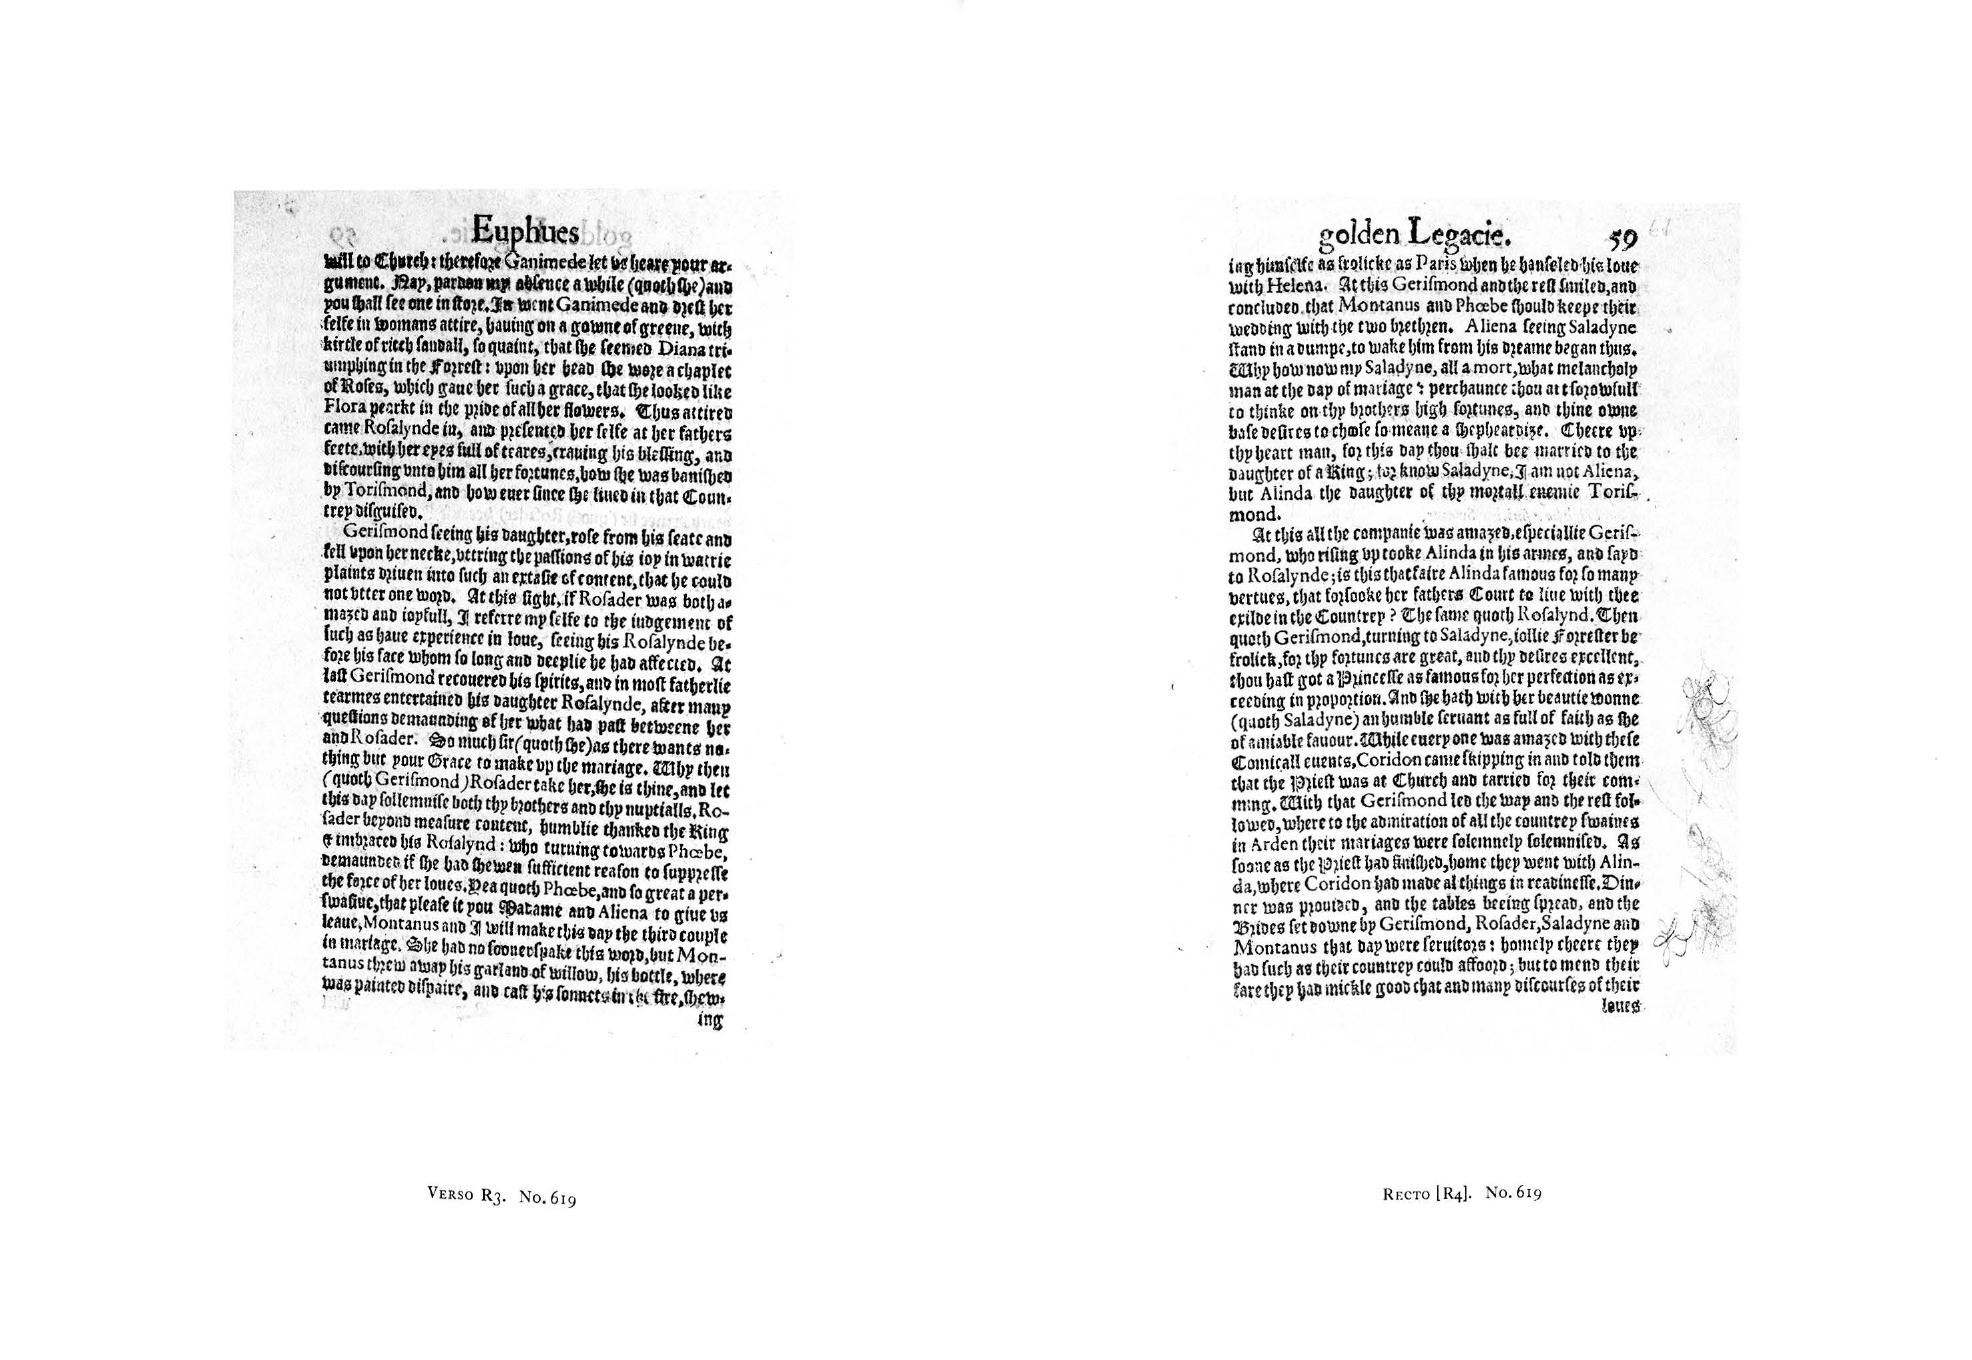 Euphues
will to Church: therefore Ganimede let vs heare your ar-
gument. Nay, pardon my absence a while (quoth she) and
you shall see one in store. In went Ganimede and drest her
selfe in womans attire, hauing on a gowne of greene, with
kirtle of ritch sandall, so quaint, that she seemed Diana tri-
umphing in the Forrest: vpon her head she wore a chaplet
of Roses, which gaue her such a grace, that she looked like
Flora pearkt in the pride of all her flowers. Thus attired
came Rosalynde in, and presented her selfe at her fathers
feete, with her eyes full of teares, crauing his blessing, and
discoursing vnto him all her fortunes, how she was banished
by Torismond, and how euer since she liued in that Coun-
trey disguised.
Gerismond seeing his daughter, rose from his seate and
fell vpon her necke, vttring the passions of his ioy in watrie
plaints driuen into such an extasie of content, that he could
not vtter one word. At this sight, if Rosader was both a-
mazed and ioyfull, I referre my selfe to the iudgement of
such as haue experience in loue, seeing his Rosalynde be-
fore his face whom so long and deeplie he had affected. At
last Gerismond recouered his spirits, and in most fatherlie
tearmes entertained his daughter Rosalynde, after many
questions demaunding of her what had past betweene her
and Rosader. So much sir (quoth she) as there wants no-
thing but your Grace to make vp the mariage. Why then
(quoth Gerismond) Rosader take her, she is thine, and let
this day sollemnise both thy brothers and thy nuptialls. Ro-
sader beyond measure content, humblie thanked the King
& imbraced his Rosalynd: who turning towards Phœbe,
demaunded if she had shewen sufficient reason to suppresse
the force of her loues. Yea quoth Phœbe, and so great a per-
swasiue, that please it you Madame and Aliena to giue vs
leaue, Montanus and I will make this day the third couple
in mariage. She had no sooner spake this word, but Mon-
tanus threw away his garland of willow, his bottle, where
was painted dispaire, and cast his sonnets in the fire, shew-
ing
VERSO R3. No. 619
golden Legacie. 59
ing himselfe as frolicke as Paris when he hanseled his loue
with Helena. At this Gerismond and the rest smiled, and
concluded that Montanus and Phœbe should keepe their
wedding with the two brethren. Aliena seeing Saladyne
stand in a dumpe, to wake him from his dreame began thus.
Why how now my Saladyne, all a mort, what melancholy
man at the day of mariage? perchaunce thou art sorowfull
to thinke on thy brothers high fortunes, and thine owne
base desires to chose so meane a shepheardize. Cheere vp
thy heart man, for this day thou shalt bee married to the
daughter of a King; for know Saladyne, I am not Aliena,
but Alinda the daughter of thy mortall enemie Toris-
mond.
At this all the companie was amazed, especiallie Geris-
mond, who rising vp tooke Alinda in his armes, and sayd
to Rosalynde; is this that faire Alinda famous for so many
vertues, that forsooke her fathers Court to liue with thee
exilde in the Countrey? The same quoth Rosalynd. Then
quoth Gerismond, turning to Saladyne, iollie Forrester be
frolick, for thy fortunes are great, and thy desires excellent,
thou hast got a Princesse as famous for her perfection as ex-
ceeding in proportion. And she hath with her beautie wonne
(quoth Saladyne) an humble seruant as full of faith as she
of amiable fauour. While euery one was amazed with these
Comicall euents, Coridon came skipping in and told them
that the Priest was at Church and tarried for their com-
ming. With that Gerismond led the way and the rest fol-
lowed, where to the admiration of all the countrey swaines
in Arden their mariages were solemnely solemnised. As
soone as the Priest had finished, home they went with Alin-
da, where Coridon had made al things in readinesse. Din-
ner was prouided, and the tables beeing spread, and the
Brides set downe by Gerismond, Rosader, Saladyne and
Montanus that day were seruitors: homely cheere they
had such as their countrey could affoord; but to mend their
fare they had mickle good chat and many discourses of their
loues
RECTO [R4]. No. 619